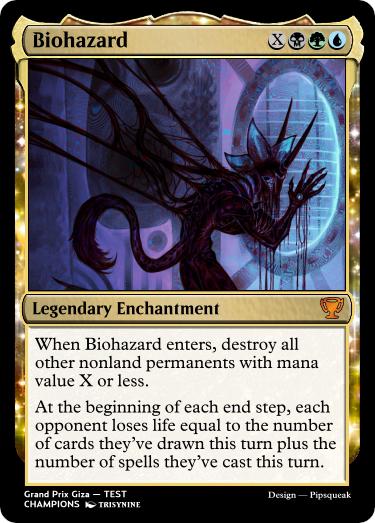 Biohazard X
Legendary Enchantment
When Biohazard enters, destroy all
other nonland permanents with mana
value X or less.
At the beginning of each end step, each
opponent loses life equal to the number
of cards they've drawn this turn plus the
number of spells they've cast this turn.
Grand Prix Giza — TEST
Design — Pipsqueak
CHAMPIONS TRISYNINE